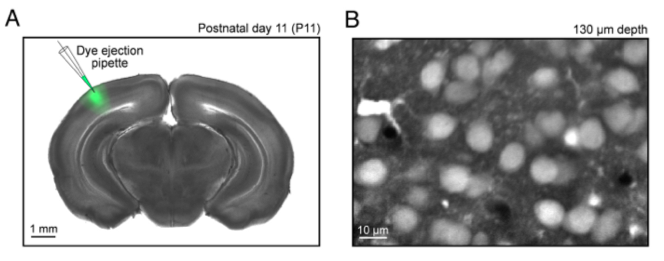 A
Postnatal day 11 (P11)
Dye ejection
pipette
1 mm
B
130 µm depth
10 µm